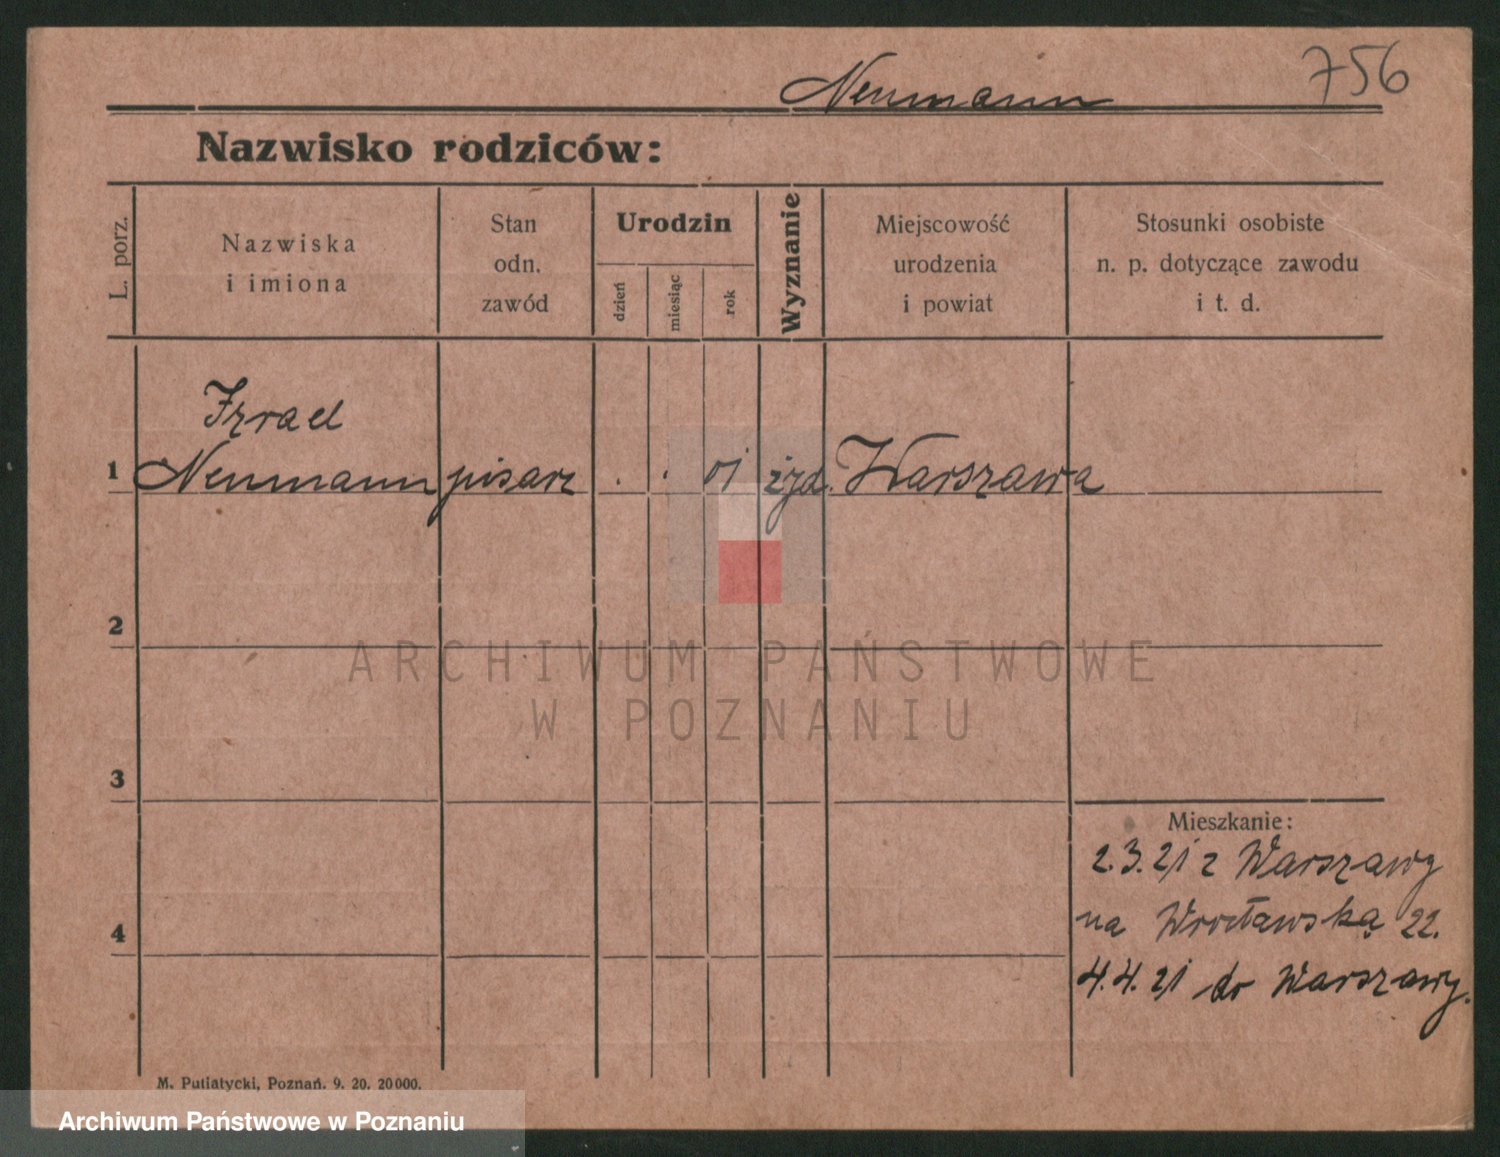 Neumann
756
Nazwisko rodziców:
L. porz.
Nazwiska
i imiona
Stan
odn.
zawód
Urodzin
dzień
miesiąc
rok
Wyznanie
Miejscowość
urodzenia
i powiat
Stosunki osobiste
n. p. dotyczące zawodu
i t. d.
Izrael
1 Neumann pisarz . . 01 żyd. Warszawa
2
ARCHIWUM PAŃSTWOWE
W POZNANIU
3
Mieszkanie:
2.3.21 z Warszawy
na Wrocławską 22.
4
4.4.21 do Warszawy.
M. Putiatycki, Poznań. 9. 20. 20000.
Archiwum Państwowe w Poznaniu